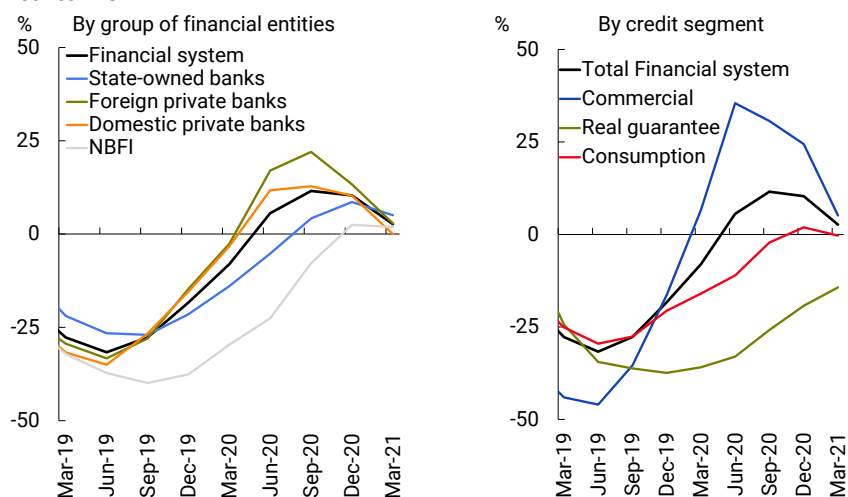 % By group of financial entities
50
Financial system
State-owned banks
Foreign private banks
Domestic private banks
NBFI
25
0
-25
-50
Mar-19
Jun-19
Sep-19
Dec-19
Mar-20
Jun-20
Sep-20
Dec-20
Mar-21
% By credit segment
50
Total Financial system
Commercial
Real guarantee
Consumption
25
0
-25
-50
Mar-19
Jun-19
Sep-19
Dec-19
Mar-20
Jun-20
Sep-20
Dec-20
Mar-21